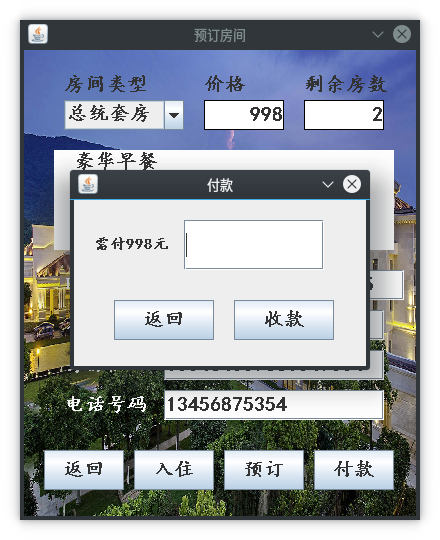 预订房间
房间类型 价格 剩余房数
总统套房 998 2
豪华早餐
付款
需付998元
返回 收款
电话号码 13456875354
返回 入住 预订 付款